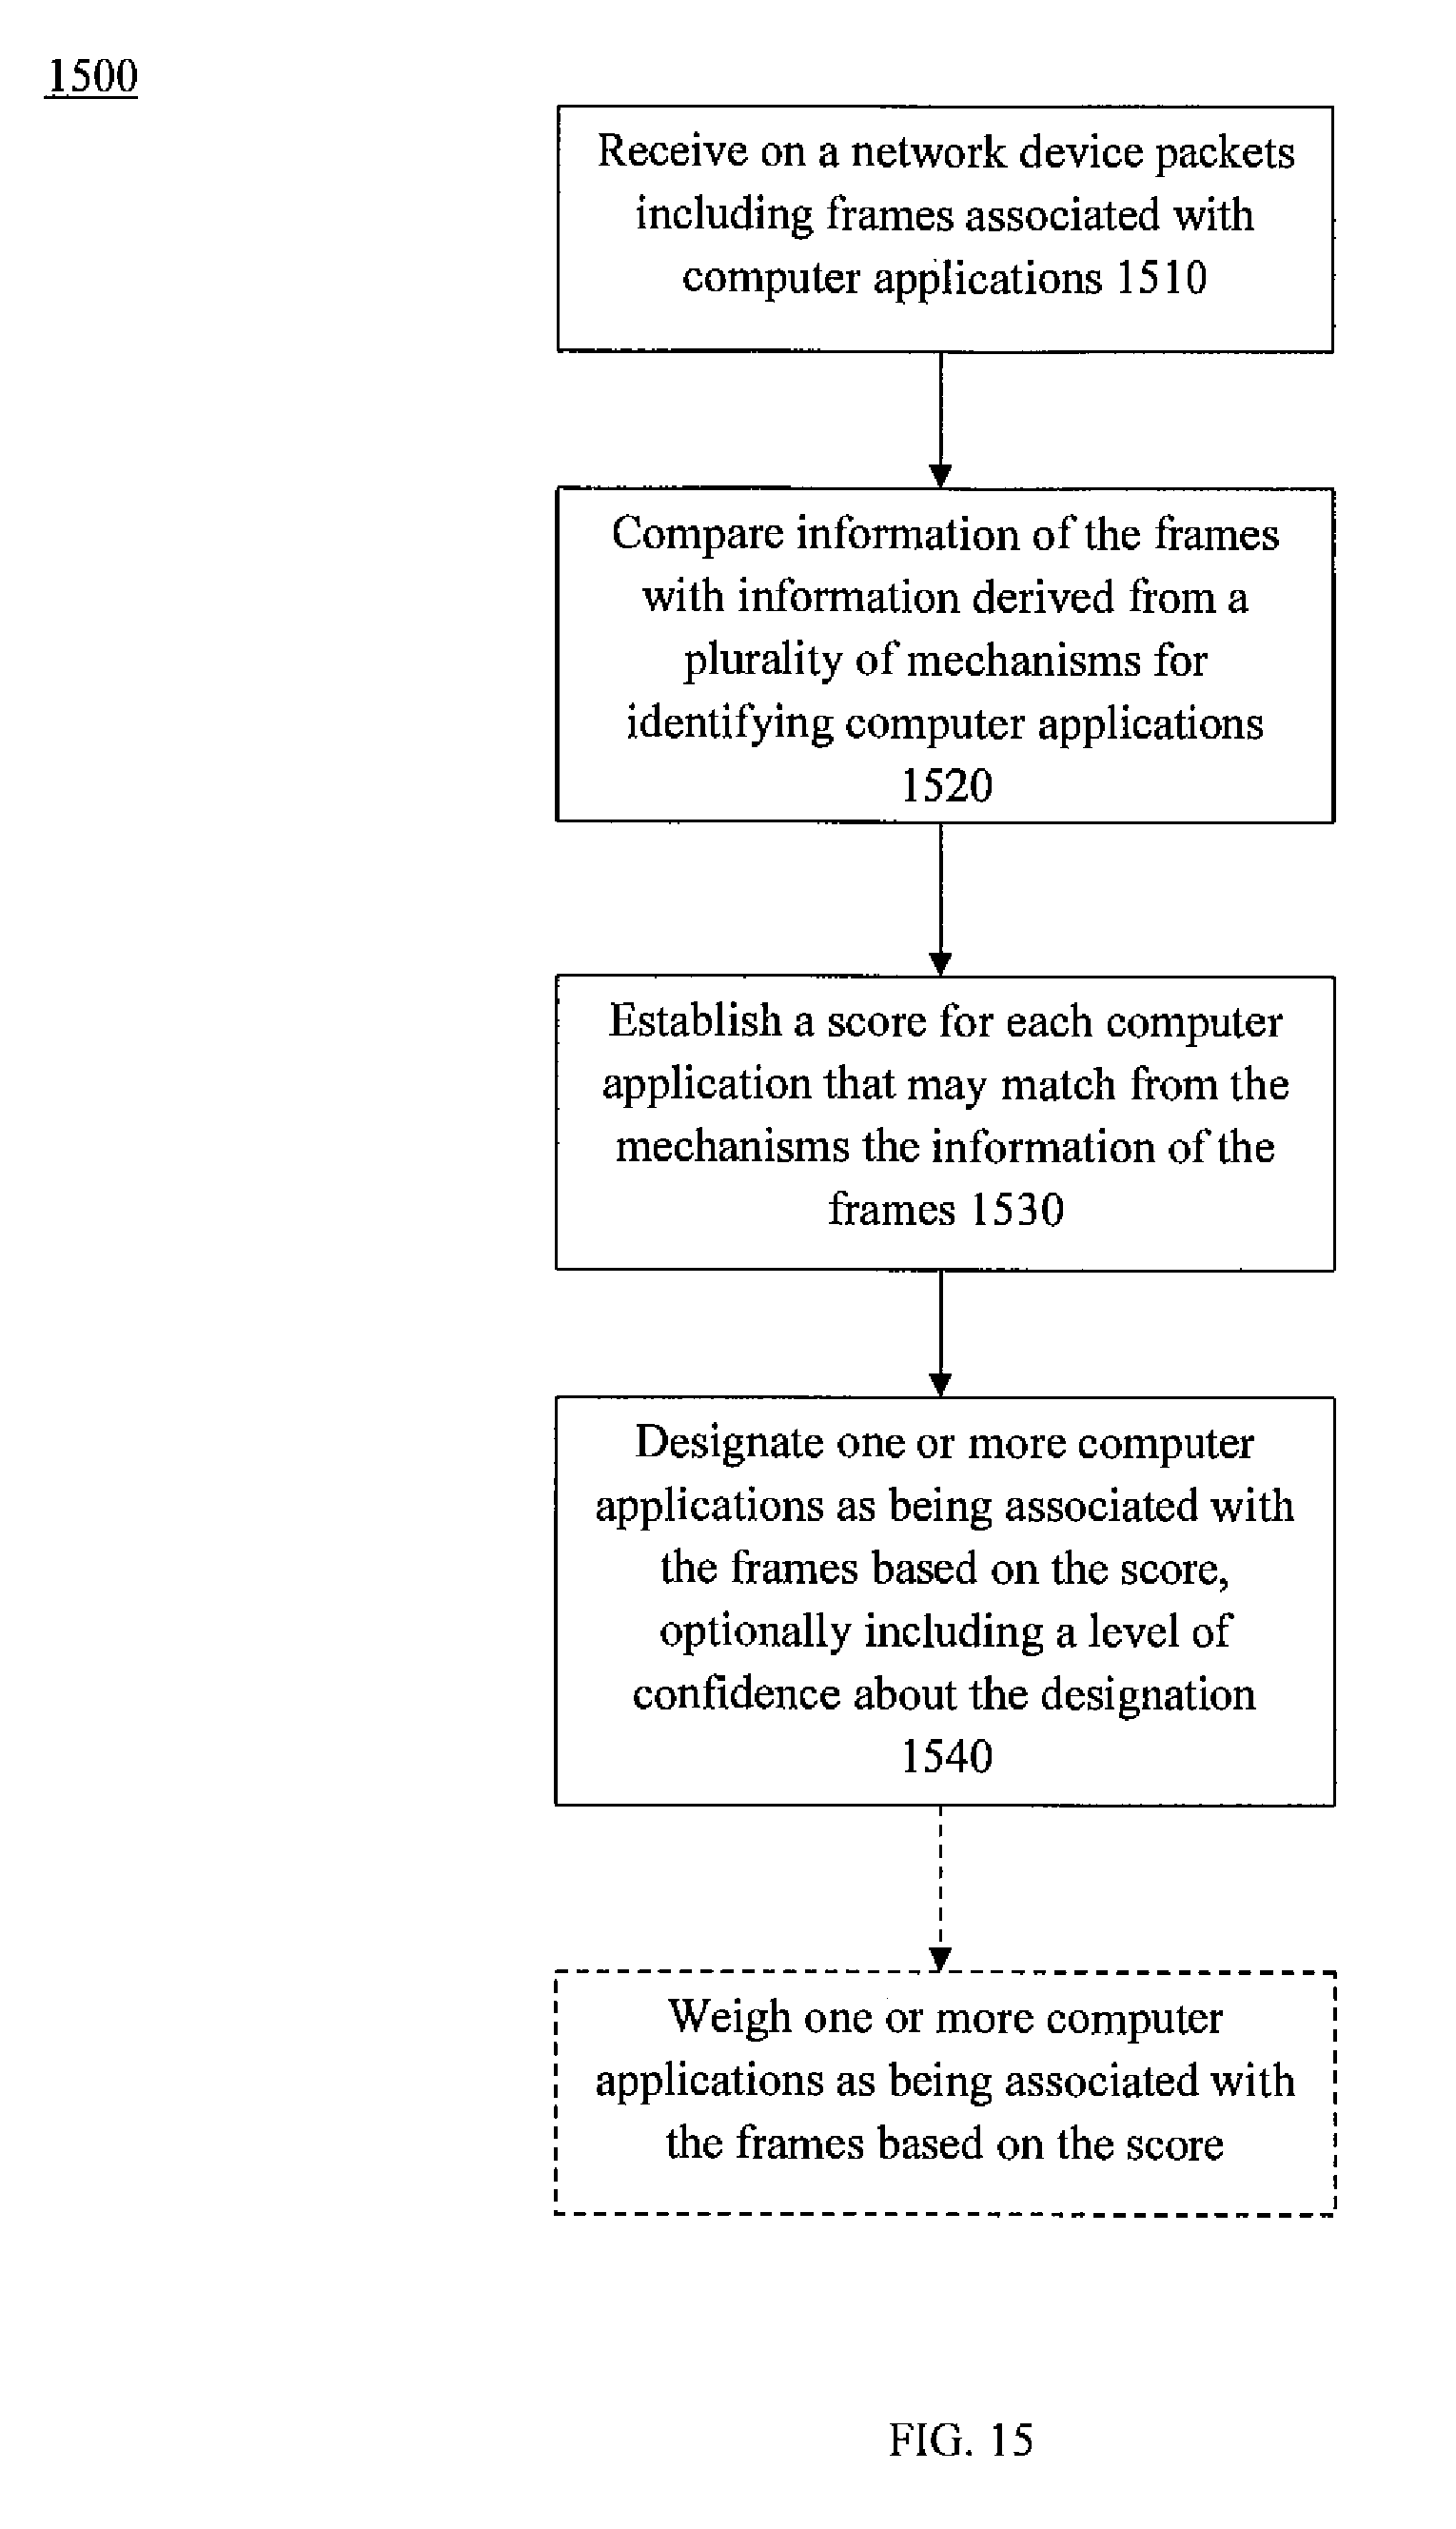 1500
Receive on a network device packets
including frames associated with
computer applications 1510
Compare information of the frames
with information derived from a
plurality of mechanisms for
identifying computer applications
1520
Establish a score for each computer
application that may match from the
mechanisms the information of the
frames 1530
Designate one or more computer
applications as being associated with
the frames based on the score,
optionally including a level of
confidence about the designation
1540
Weigh one or more computer
applications as being associated with
the frames based on the score
FIG. 15